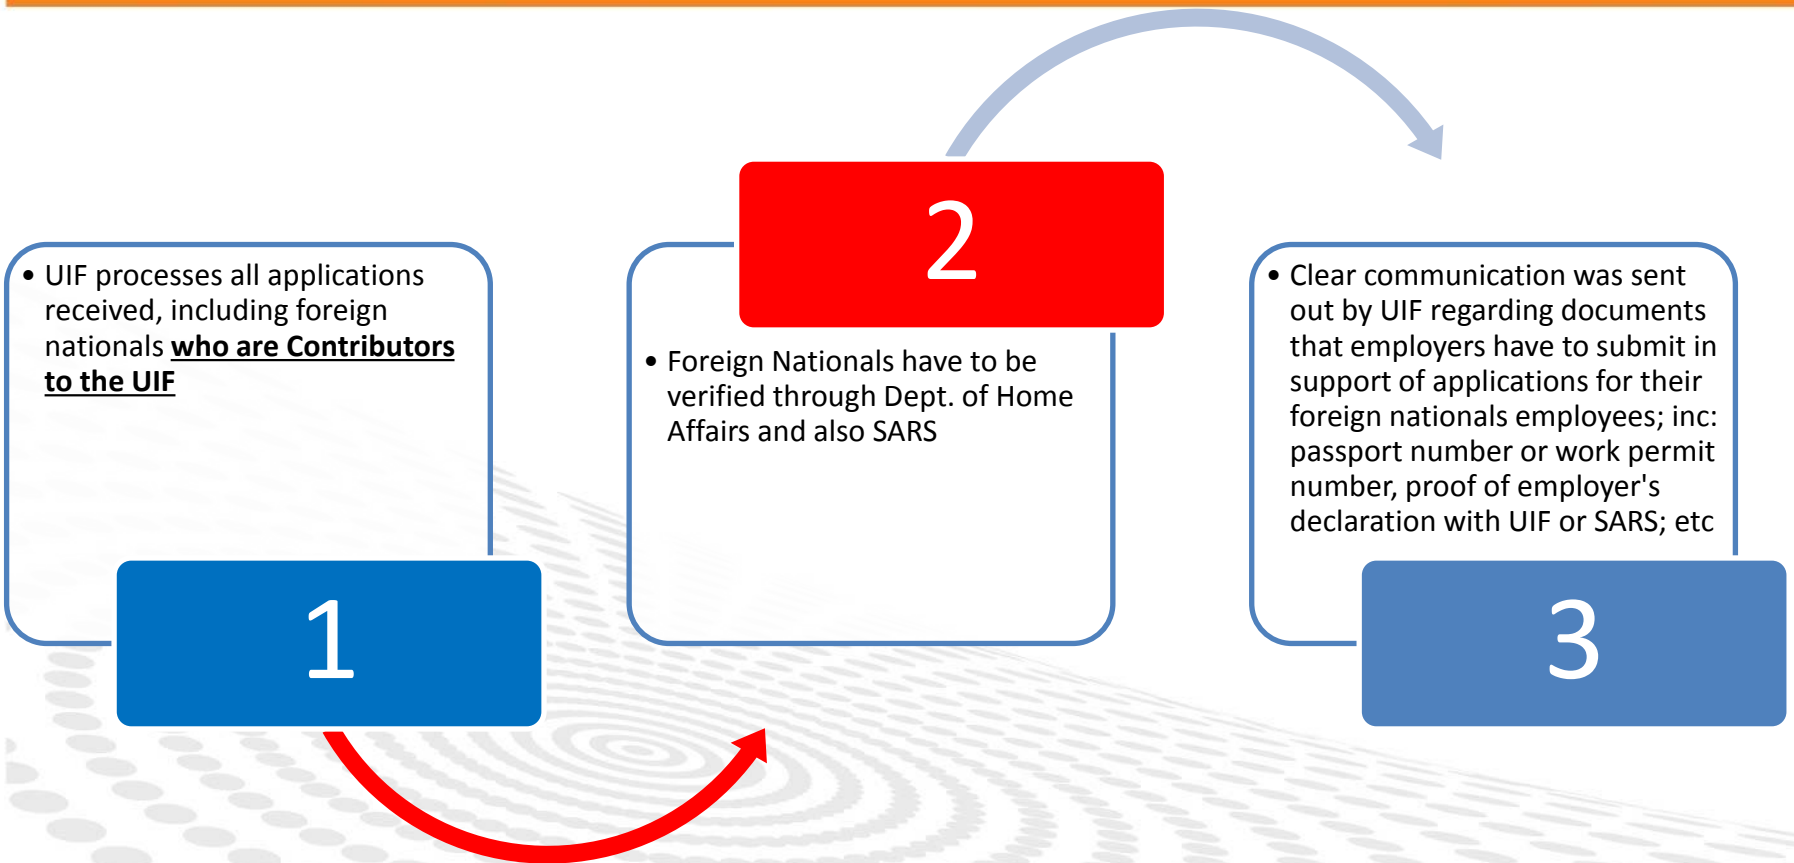 • UIF processes all applications
received, including foreign
nationals who are Contributors
to the UIF
1
2
• Foreign Nationals have to be
verified through Dept. of Home
Affairs and also SARS
• Clear communication was sent
out by UIF regarding documents
that employers have to submit in
support of applications for their
foreign nationals employees; inc:
passport number or work permit
number, proof of employer's
declaration with UIF or SARS; etc
3